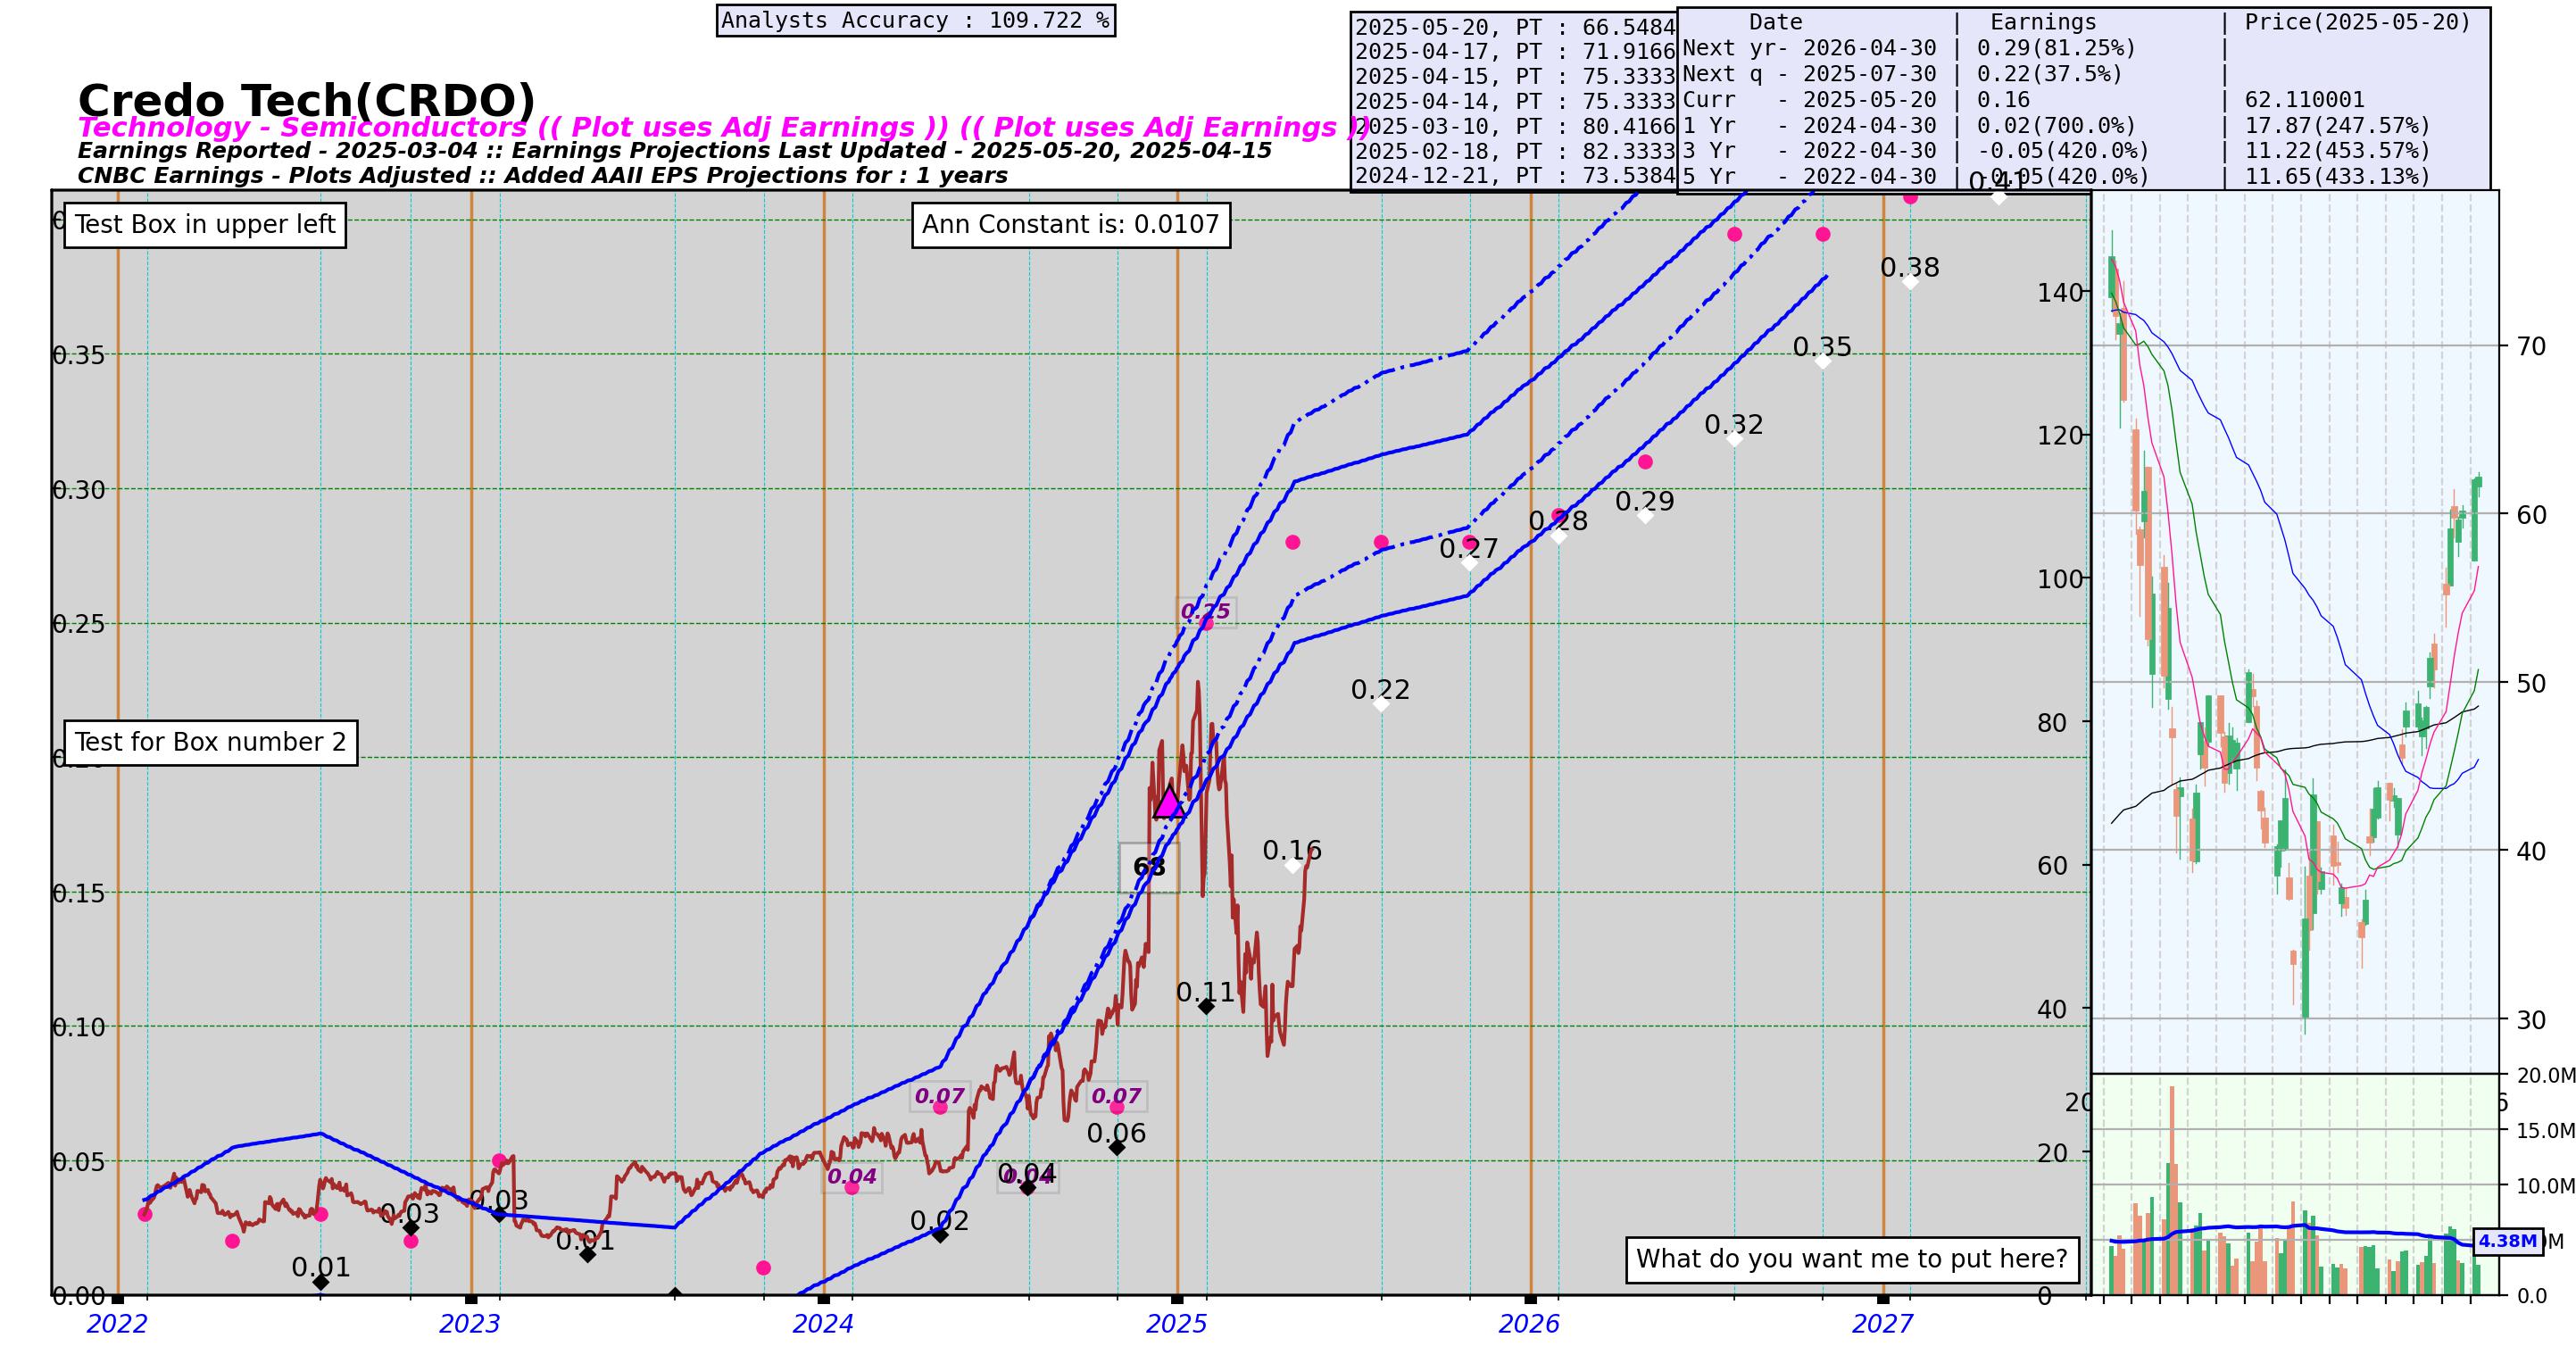 Analysts Accuracy : 109.722 %
2025-05-20, PT : 66.5484
2025-04-17, PT : 71.9166
2025-04-15, PT : 75.3333
2025-04-14, PT : 75.3333
2025-03-10, PT : 80.4166
2025-02-18, PT : 82.3333
2024-12-21, PT : 73.5384
Date | Earnings | Price(2025-05-20)
Next yr- 2026-04-30 | 0.29(81.25%) |
Next q - 2025-07-30 | 0.22(37.5%) |
Curr - 2025-05-20 | 0.16 | 62.110001
1 Yr - 2024-04-30 | 0.02(700.0%) | 17.87(247.57%)
3 Yr - 2022-04-30 | -0.05(420.0%) | 11.22(453.57%)
5 Yr - 2022-04-30 | -0.05(420.0%) | 11.65(433.13%)
Credo Tech(CRDO)
Technology - Semiconductors (( Plot uses Adj Earnings )) (( Plot uses Adj Earnings ))
Earnings Reported - 2025-03-04 :: Earnings Projections Last Updated - 2025-05-20, 2025-04-15
CNBC Earnings - Plots Adjusted :: Added AAII EPS Projections for : 1 years
Test Box in upper left
Ann Constant is: 0.0107
Test for Box number 2
What do you want me to put here?
0.35
0.30
0.25
0.15
0.10
0.05
0.00
0.01
0.03
0.03
0.01
0.04
0.07
0.02
0.04
0.07
0.06
0.25
0.11
0.16
0.22
0.27
0.28
0.29
0.32
0.35
0.38
0.41
140
120
100
80
60
40
20
0
70
60
50
40
30
20.0M
15.0M
10.0M
4.38M
0.0
2022
2023
2024
2025
2026
2027